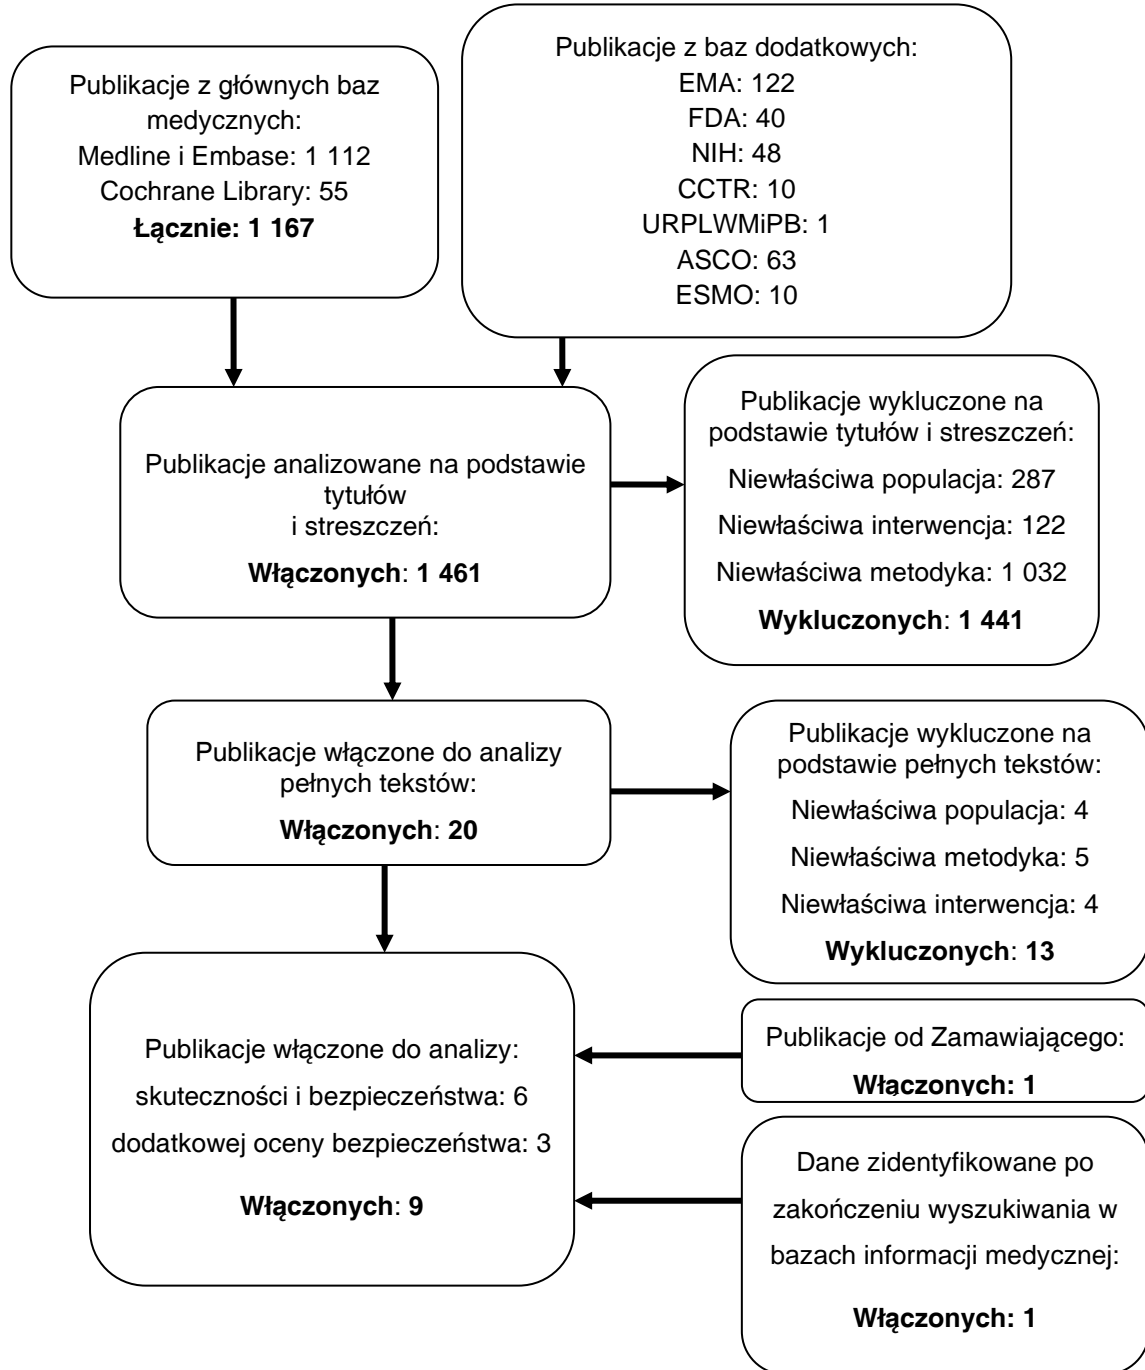 Publikacje z głównych baz
medycznych:
Medline i Embase: 1 112
Cochrane Library: 55
Łącznie: 1 167
Publikacje z baz dodatkowych:
EMA: 122
FDA: 40
NIH: 48
CCTR: 10
URPLWMiPB: 1
ASCO: 63
ESMO: 10
Publikacje analizowane na podstawie
tytułów
i streszczeń:
Włączonych: 1 461
Publikacje wykluczone na
podstawie tytułów i streszczeń:
Niewłaściwa populacja: 287
Niewłaściwa interwencja: 122
Niewłaściwa metodyka: 1 032
Wykluczonych: 1 441
Publikacje włączone do analizy
pełnych tekstów:
Włączonych: 20
Publikacje wykluczone na
podstawie pełnych tekstów:
Niewłaściwa populacja: 4
Niewłaściwa metodyka: 5
Niewłaściwa interwencja: 4
Wykluczonych: 13
Publikacje włączone do analizy:
skuteczności i bezpieczeństwa: 6
dodatkowej oceny bezpieczeństwa: 3
Włączonych: 9
Publikacje od Zamawiającego:
Włączonych: 1
Dane zidentyfikowane po
zakończeniu wyszukiwania w
bazach informacji medycznej:
Włączonych: 1